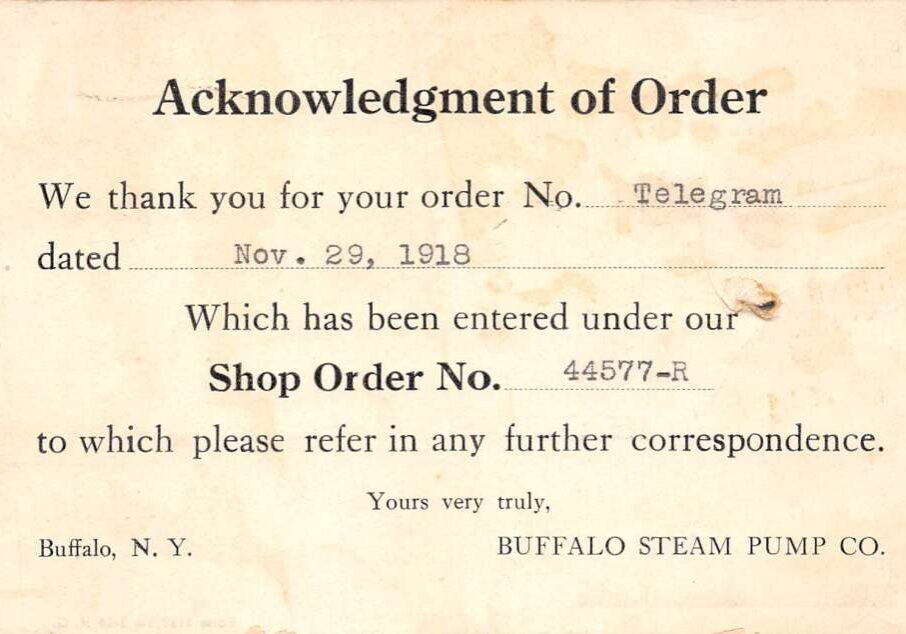 Acknowledgment of Order
We thank you for your order No. Telegram
dated Nov. 29, 1918
Which has been entered under our
Shop Order No. 44577-R
to which please refer in any further correspondence.
Yours very truly,
Buffalo, N. Y. BUFFALO STEAM PUMP CO.